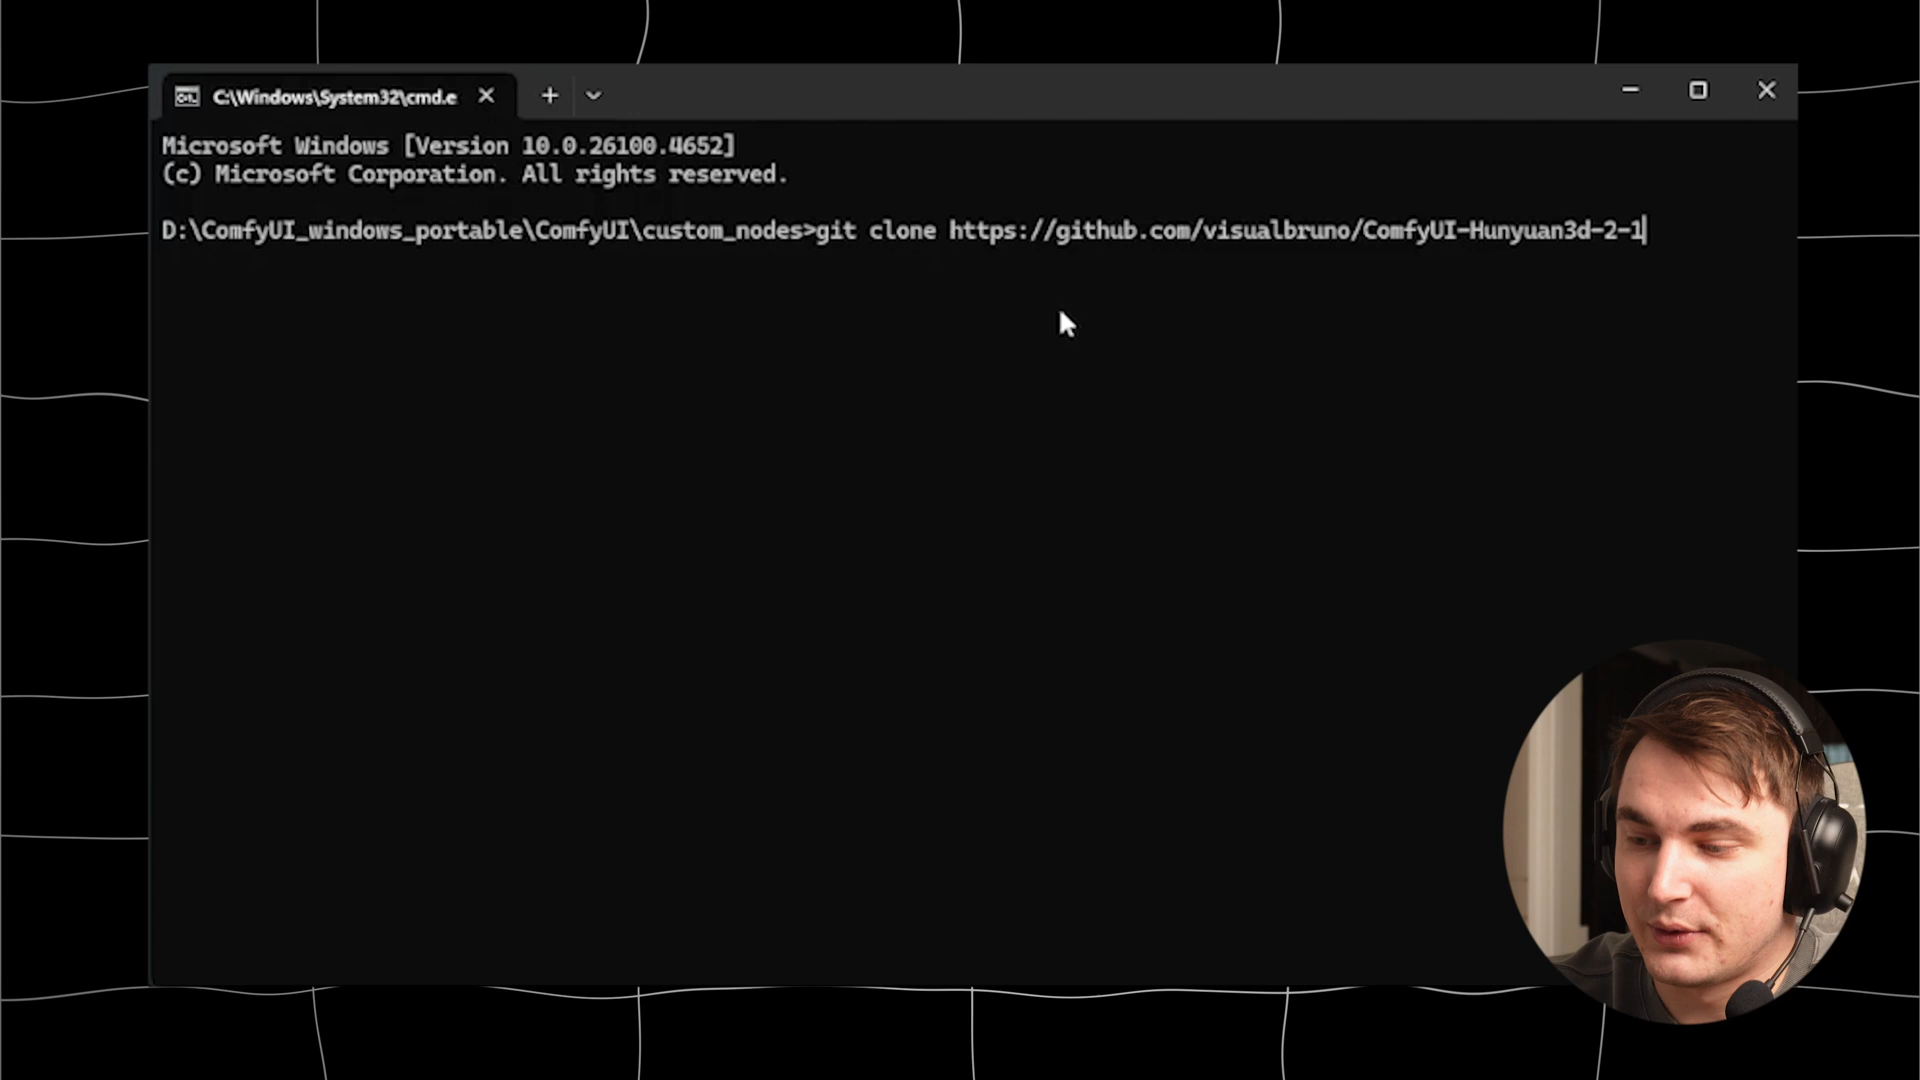 C:\Windows\System32\cmd.e
Microsoft Windows [Version 10.0.26100.4652]
(c) Microsoft Corporation. All rights reserved.
D:\ComfyUI_windows_portable\ComfyUI\custom_nodes>git clone https://github.com/visualbruno/ComfyUI-Hunyuan3d-2-1